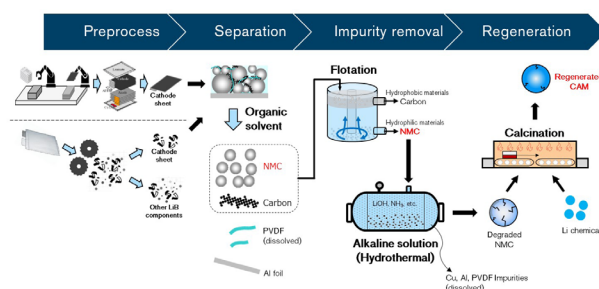 Preprocess
Separation
Impurity removal
Regeneration
Cathode
sheet
Cathode
sheet
Other LiB
components
Organic
solvent
NMC
Carbon
PVDF
(dissolved)
Al foil
Flotation
Hydrophobic materials
Carbon
Hydrophilic materials
NMC
LiOH, NH₃, etc.
Alkaline solution
(Hydrothermal)
Cu, Al, PVDF Impurities
(dissolved)
Regenerated
CAM
Calcination
Degraded
NMC
Li chemical